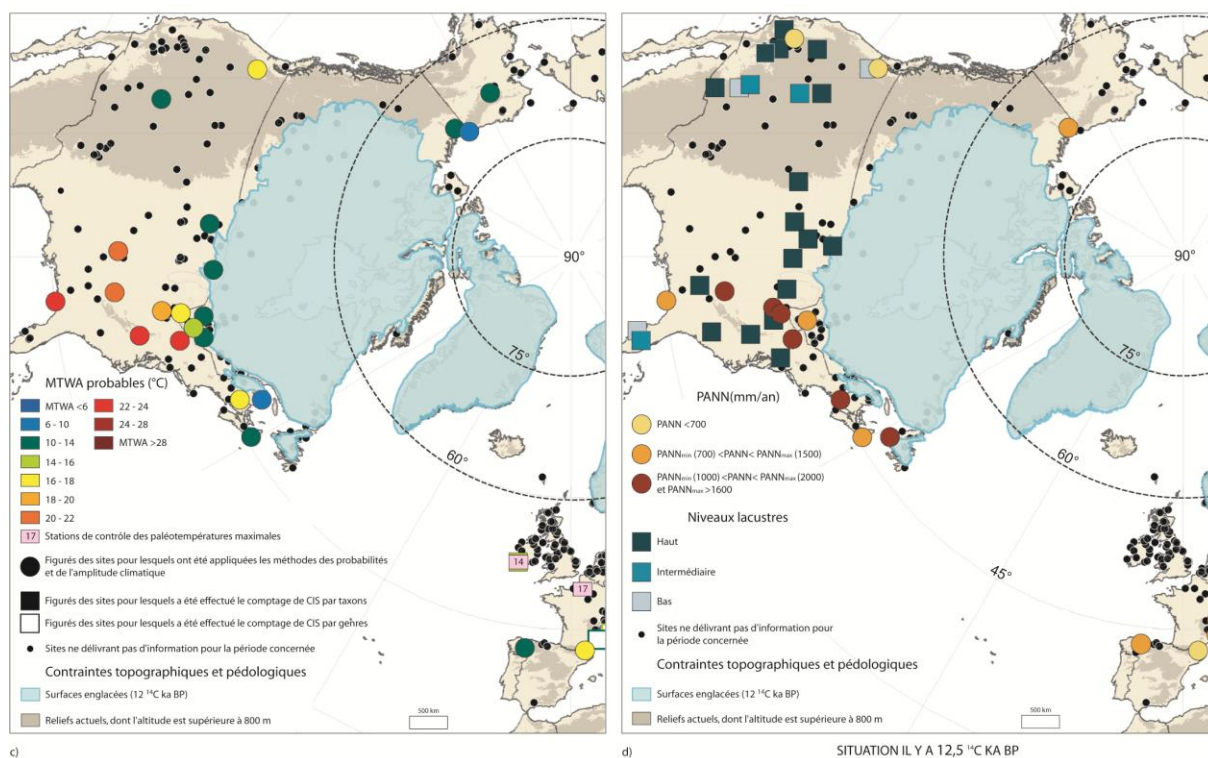 90°
75°
60°
MTWA probables (°C)
MTWA <6
6 - 10
10 - 14
14 - 16
16 - 18
18 - 20
20 - 22
22 - 24
24 - 28
MTWA >28
17 Stations de contrôle des paléotempératures maximales
Figurés des sites pour lesquels ont été appliquées les méthodes des probabilités
et de l'amplitude climatique
Figurés des sites pour lesquels a été effectué le comptage de CIS par taxons
Figurés des sites pour lesquels a été effectué le comptage de CIS par genres
Sites ne délivrant pas d'information pour la période concernée
Contraintes topographiques et pédologiques
Surfaces englacées (12 ¹⁴C ka BP)
Reliefs actuels, dont l'altitude est supérieure à 800 m
14
17
500 km
c)
90°
75°
60°
45°
PANN(mm/an)
PANN <700
PANNmin (700) <PANN< PANNmax (1500)
PANNmin (1000) <PANN< PANNmax (2000)
et PANNmax >1600
Niveaux lacustres
Haut
Intermédiaire
Bas
Sites ne délivrant pas d'information pour
la période concernée
Contraintes topographiques et pédologiques
Surfaces englacées (12 ¹⁴C ka BP)
Reliefs actuels, dont l'altitude est supérieure à 800 m
500 km
d)
SITUATION IL Y A 12,5 ¹⁴C KA BP